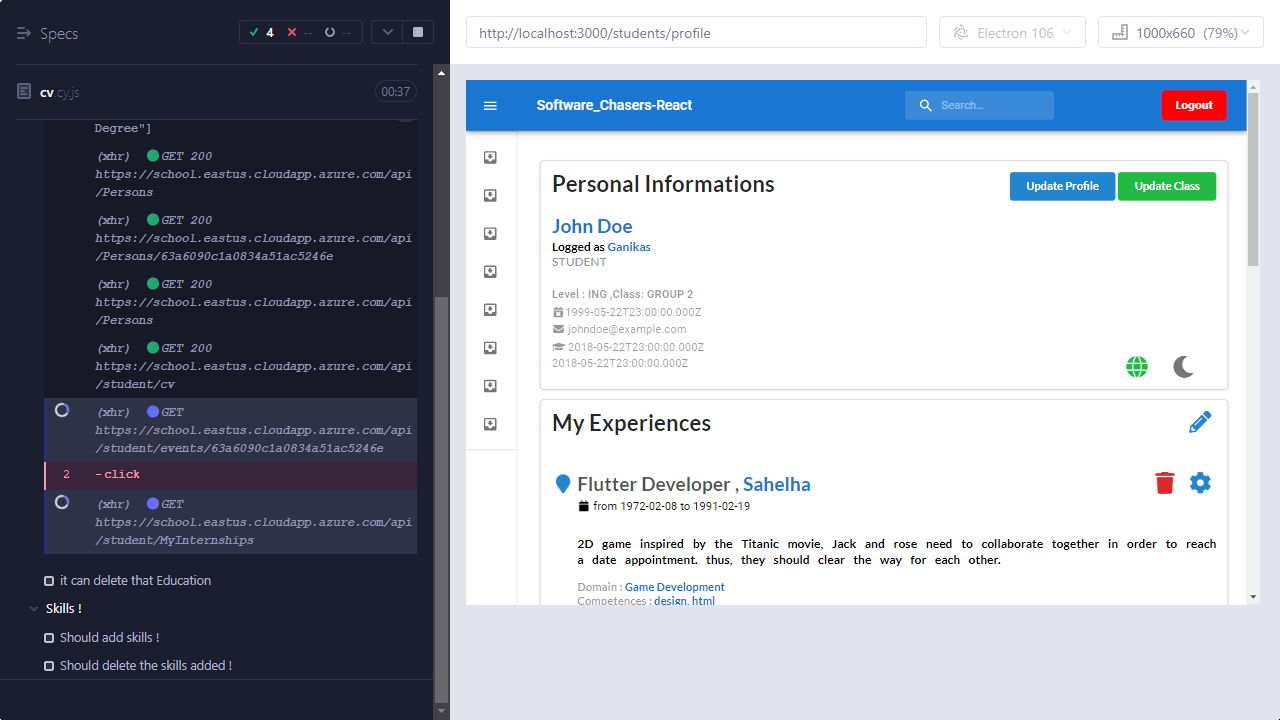 Specs
4
--
--
cv cy.js
00:37
Degree"]
(xhr) GET 200
https://school.eastus.cloudapp.azure.com/api
/Persons
(xhr) GET 200
https://school.eastus.cloudapp.azure.com/api
/Persons/63a6090c1a0834a51ac5246e
(xhr) GET 200
https://school.eastus.cloudapp.azure.com/api
/Persons
(xhr) GET 200
https://school.eastus.cloudapp.azure.com/api
/student/cv
(xhr) GET
https://school.eastus.cloudapp.azure.com/api
/student/events/63a6090c1a0834a51ac5246e
2 -click
(xhr) GET
https://school.eastus.cloudapp.azure.com/api
/student/MyInternships
it can delete that Education
Skills !
Should add skills !
Should delete the skills added !
http://localhost:3000/students/profile
Electron 106
1000x660 (79%)
Software_Chasers-React
Search...
Logout
Personal Informations
Update Profile
Update Class
John Doe
Logged as Ganikas
STUDENT
Level : ING ,Class: GROUP 2
1999-05-22T23:00:00.000Z
johndoe@example.com
2018-05-22T23:00:00.000Z
2018-05-22T23:00:00.000Z
My Experiences
Flutter Developer , Sahelha
from 1972-02-08 to 1991-02-19
2D game inspired by the Titanic movie, Jack and rose need to collaborate together in order to reach
a date appointment. thus, they should clear the way for each other.
Domain : Game Development
Competences : design, html